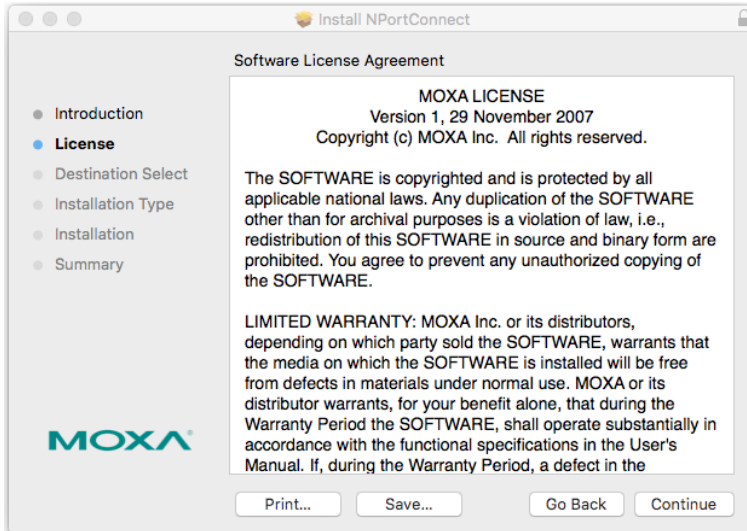 Install NPortConnect
Software License Agreement
Introduction
License
Destination Select
Installation Type
Installation
Summary
MOXA LICENSE
Version 1, 29 November 2007
Copyright (c) MOXA Inc.  All rights reserved.
The SOFTWARE is copyrighted and is protected by all
applicable national laws. Any duplication of the SOFTWARE
other than for archival purposes is a violation of law, i.e.,
redistribution of this SOFTWARE in source and binary form are
prohibited. You agree to prevent any unauthorized copying of
the SOFTWARE.
LIMITED WARRANTY: MOXA Inc. or its distributors,
depending on which party sold the SOFTWARE, warrants that
the media on which the SOFTWARE is installed will be free
from defects in materials under normal use. MOXA or its
distributor warrants, for your benefit alone, that during the
Warranty Period the SOFTWARE, shall operate substantially in
accordance with the functional specifications in the User's
Manual. If, during the Warranty Period, a defect in the
MOXA
Print...
Save...
Go Back
Continue